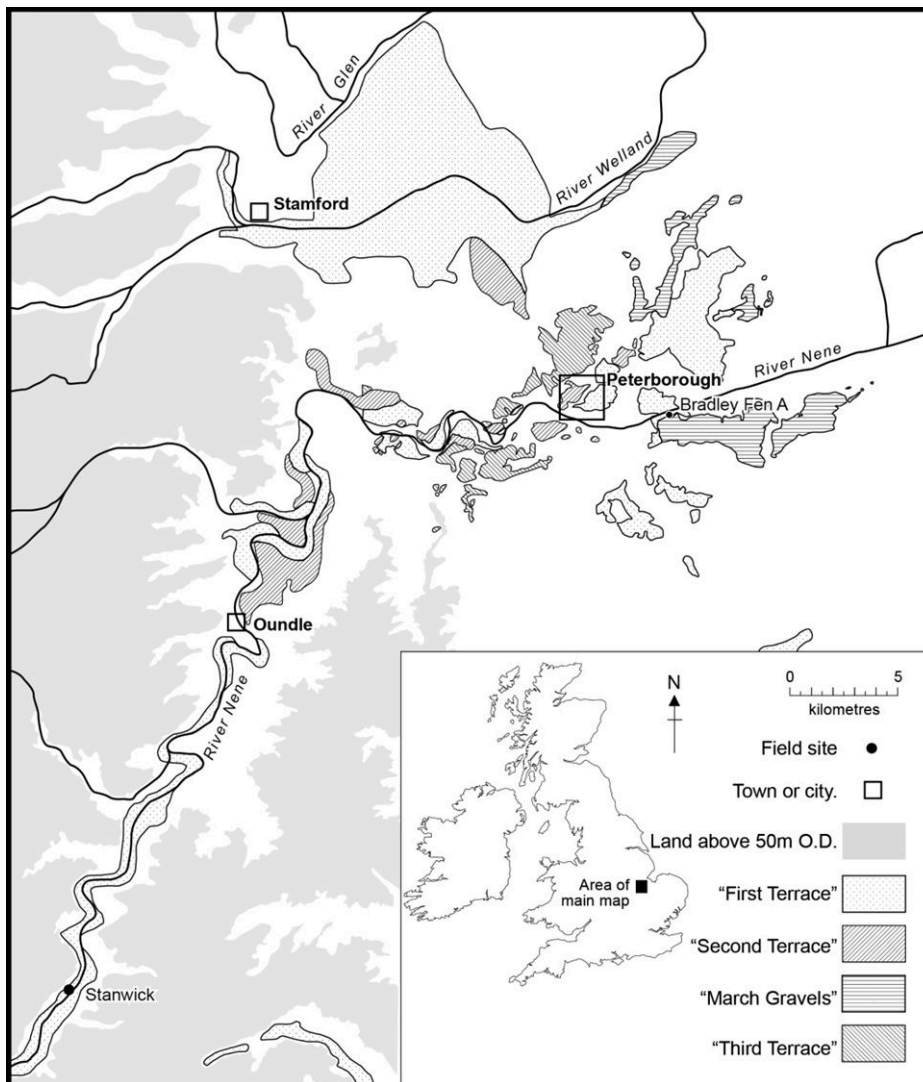 River Glen
River Welland
Stamford
Peterborough
River Nene
Bradley Fen A
Oundle
River Nene
Stanwick
0 5
kilometres
N
Field site
Town or city.
Land above 50m O.D.
“First Terrace”
Area of
main map
“Second Terrace”
“March Gravels”
“Third Terrace”